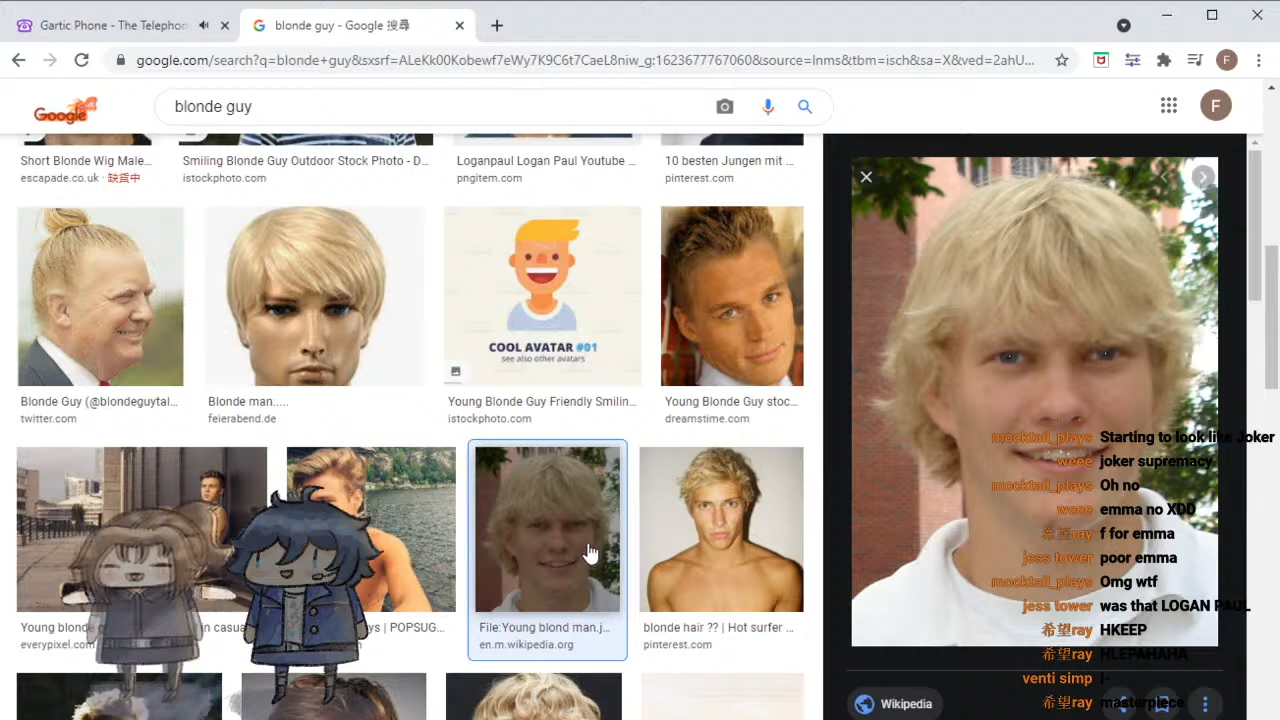 Gartic Phone - The Telephon
blonde guy - Google 搜尋
google.com/search?q=blonde+guy&sxsrf=ALeKk00Kobewf7eWy7K9C6t7CaeL8niw_g:1623677767060&source=lnms&tbm=isch&sa=X&ved=2ahU...
F
Google
blonde guy
F
Short Blonde Wig Male...
escapade.co.uk · 缺貨中
Smiling Blonde Guy Outdoor Stock Photo - D...
istockphoto.com
Loganpaul Logan Paul Youtube ...
pngitem.com
10 besten Jungen mit ...
pinterest.com
COOL AVATAR #01
see also other avatars
Blonde Guy (@blondeguytal...
twitter.com
Blonde man.....
feierabend.de
Young Blonde Guy Friendly Smilin...
istockphoto.com
Young Blonde Guy stoc...
dreamstime.com
Young blonde
n casua
everypixel.com
ys | POPSUG...
File:Young blond man.j...
en.m.wikipedia.org
blonde hair ?? | Hot surfer ...
pinterest.com
mocktail_plays Starting to look like Joker
weee joker supremacy
mocktail_plays Oh no
weee emma no XDD
希望ray f for emma
jess tower poor emma
mocktail_plays Omg wtf
jess tower was that LOGAN PAUL
希望ray HKEEP
希望ray HLEPAHAHA
venti simp I-
希望ray masterpiece
Wikipedia